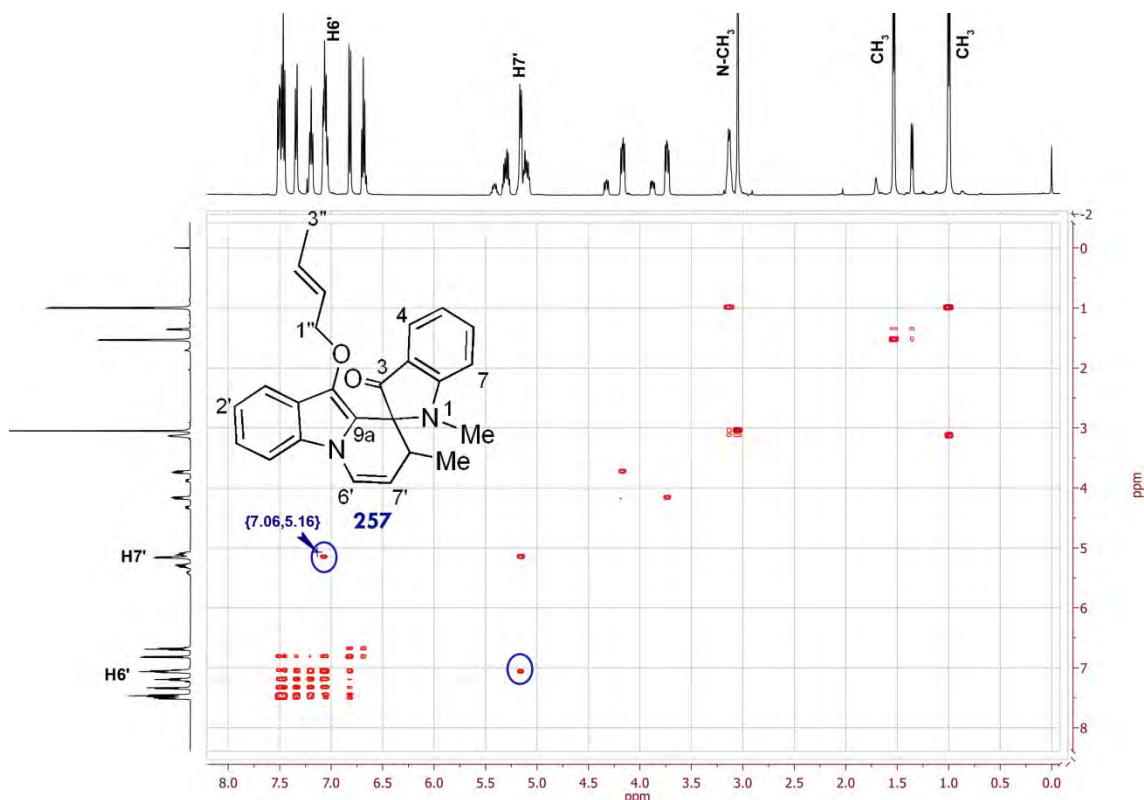 H6'
H7'
N-CH3
CH3
CH3
-2
3"
1"
O
4
3
O
7
2'
1
N
Me
9a
N
Me
6'
7'
{7.06,5.16}
257
H7'
H6'
0
1
2
3
4
5
6
7
8
ppm
8.0 7.5 7.0 6.5 6.0 5.5 5.0 4.5 4.0 3.5 3.0 2.5 2.0 1.5 1.0 0.5 0.0
ppm